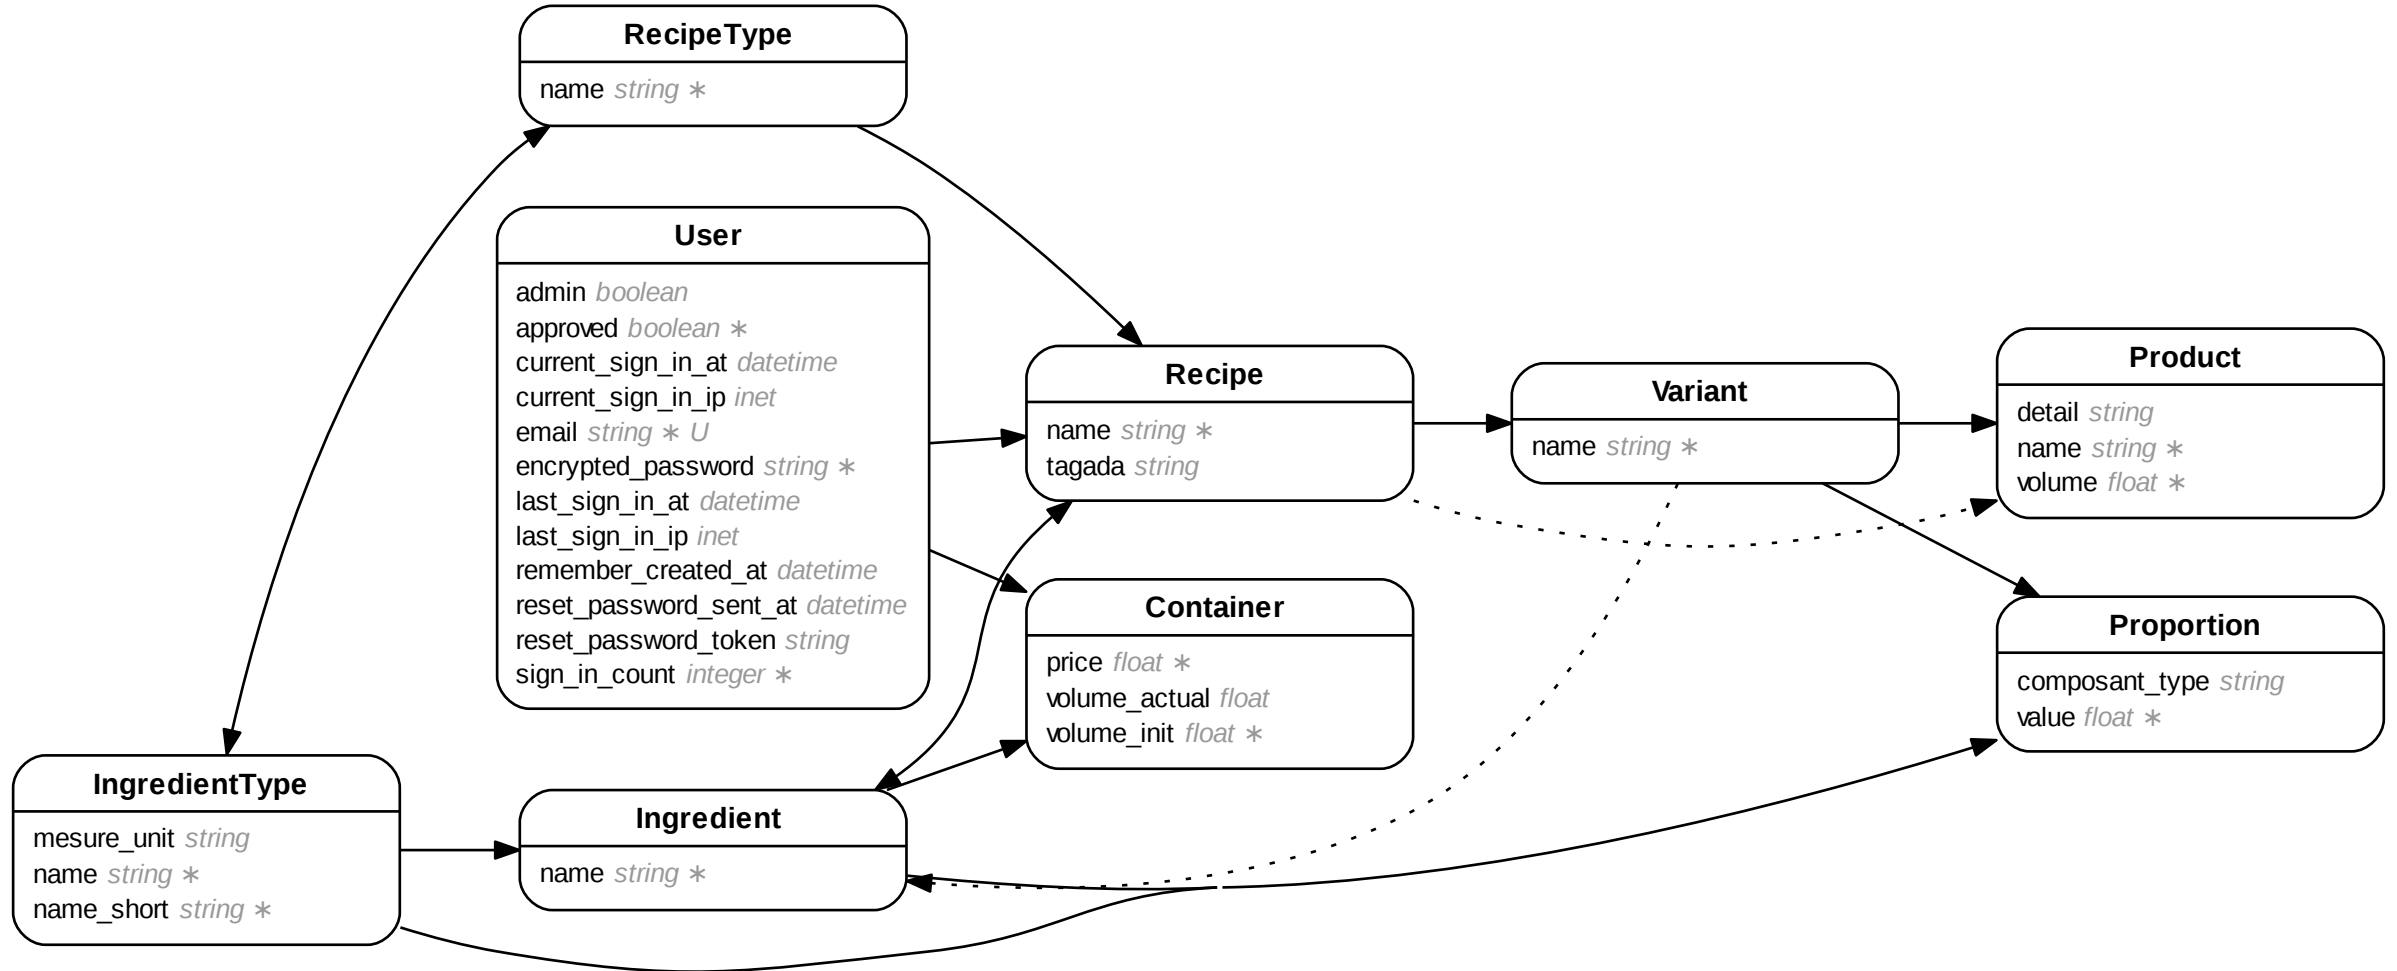 RecipeType
name string ∗
User
admin boolean
approved boolean ∗
current_sign_in_at datetime
current_sign_in_ip inet
email string ∗ U
encrypted_password string ∗
last_sign_in_at datetime
last_sign_in_ip inet
remember_created_at datetime
reset_password_sent_at datetime
reset_password_token string
sign_in_count integer ∗
Recipe
name string ∗
tagada string
Variant
name string ∗
Product
detail string
name string ∗
volume float ∗
Container
price float ∗
volume_actual float
volume_init float ∗
Proportion
composant_type string
value float ∗
IngredientType
mesure_unit string
name string ∗
name_short string ∗
Ingredient
name string ∗